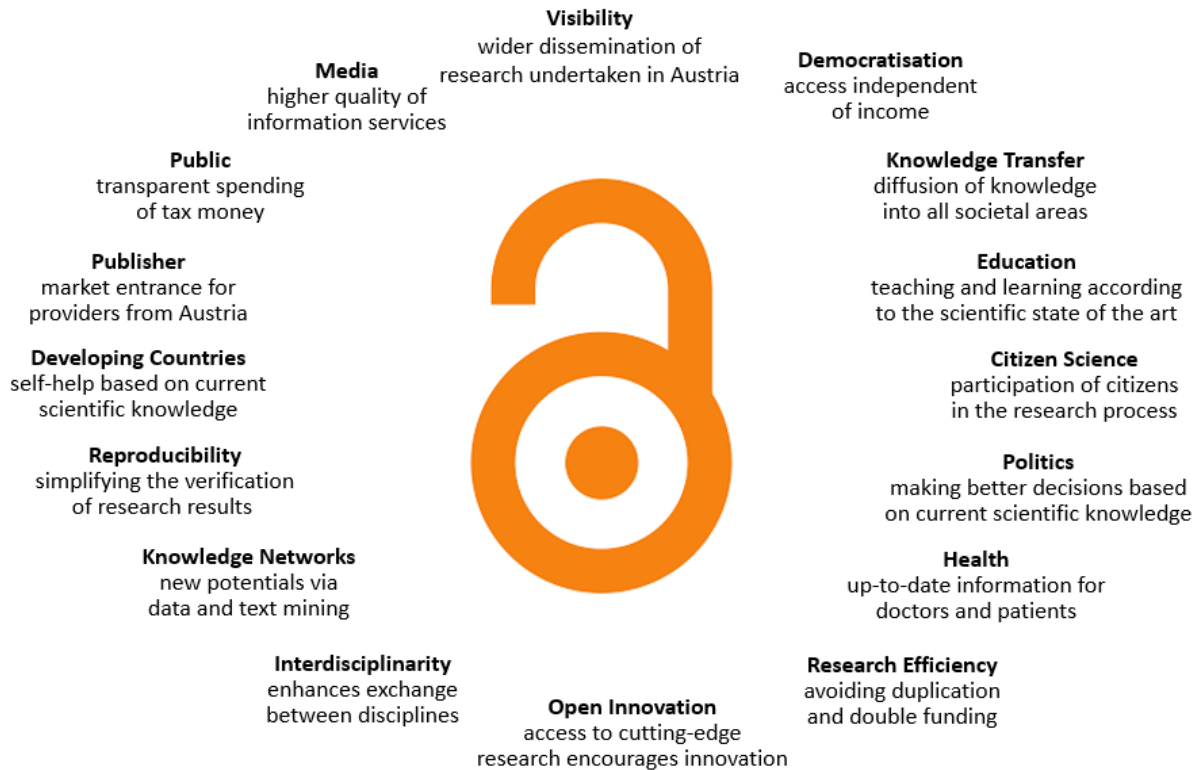 Visibility
wider dissemination of
research undertaken in Austria
Democratisation
access independent
of income
Knowledge Transfer
diffusion of knowledge
into all societal areas
Education
teaching and learning according
to the scientific state of the art
Citizen Science
participation of citizens
in the research process
Politics
making better decisions based
on current scientific knowledge
Health
up-to-date information for
doctors and patients
Research Efficiency
avoiding duplication
and double funding
Open Innovation
access to cutting-edge
research encourages innovation
Interdisciplinarity
enhances exchange
between disciplines
Knowledge Networks
new potentials via
data and text mining
Reproducibility
simplifying the verification
of research results
Developing Countries
self-help based on current
scientific knowledge
Publisher
market entrance for
providers from Austria
Public
transparent spending
of tax money
Media
higher quality of
information services